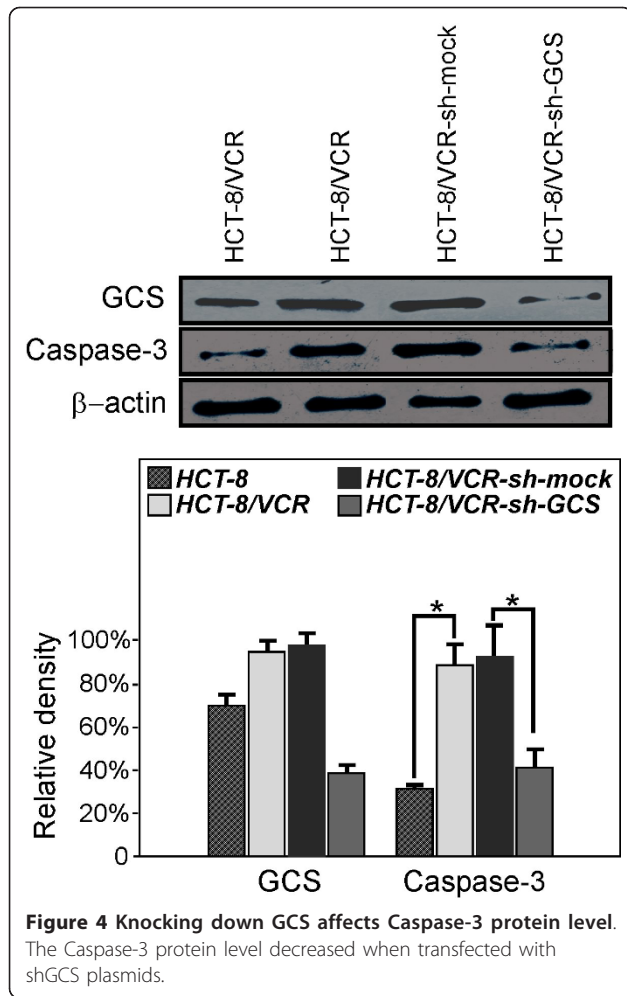 HCT-8/VCR
HCT-8/VCR
HCT-8/VCR-sh-mock
HCT-8/VCR-sh-GCS
GCS
Caspase-3
β–actin
HCT-8
HCT-8/VCR-sh-mock
HCT-8/VCR
HCT-8/VCR-sh-GCS
* *
Relative density
100%
80%
60%
40%
20%
0
GCS Caspase-3
Figure 4 Knocking down GCS affects Caspase-3 protein level.
The Caspase-3 protein level decreased when transfected with
shGCS plasmids.